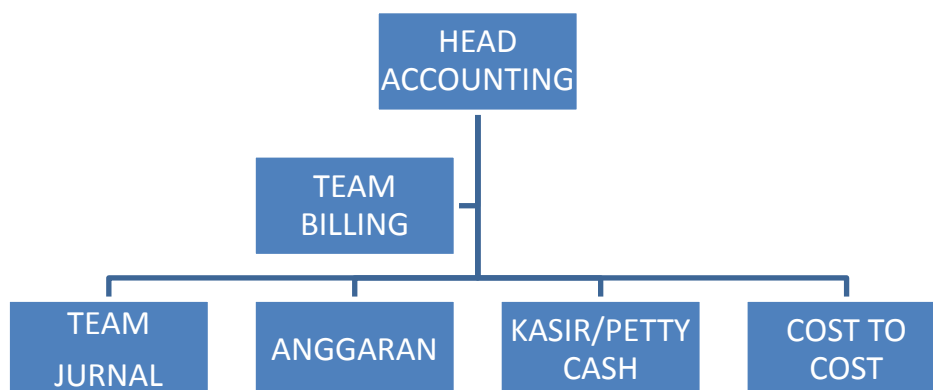 HEAD
ACCOUNTING
TEAM
BILLING
TEAM
JURNAL
ANGGARAN
KASIR/PETTY
CASH
COST TO
COST